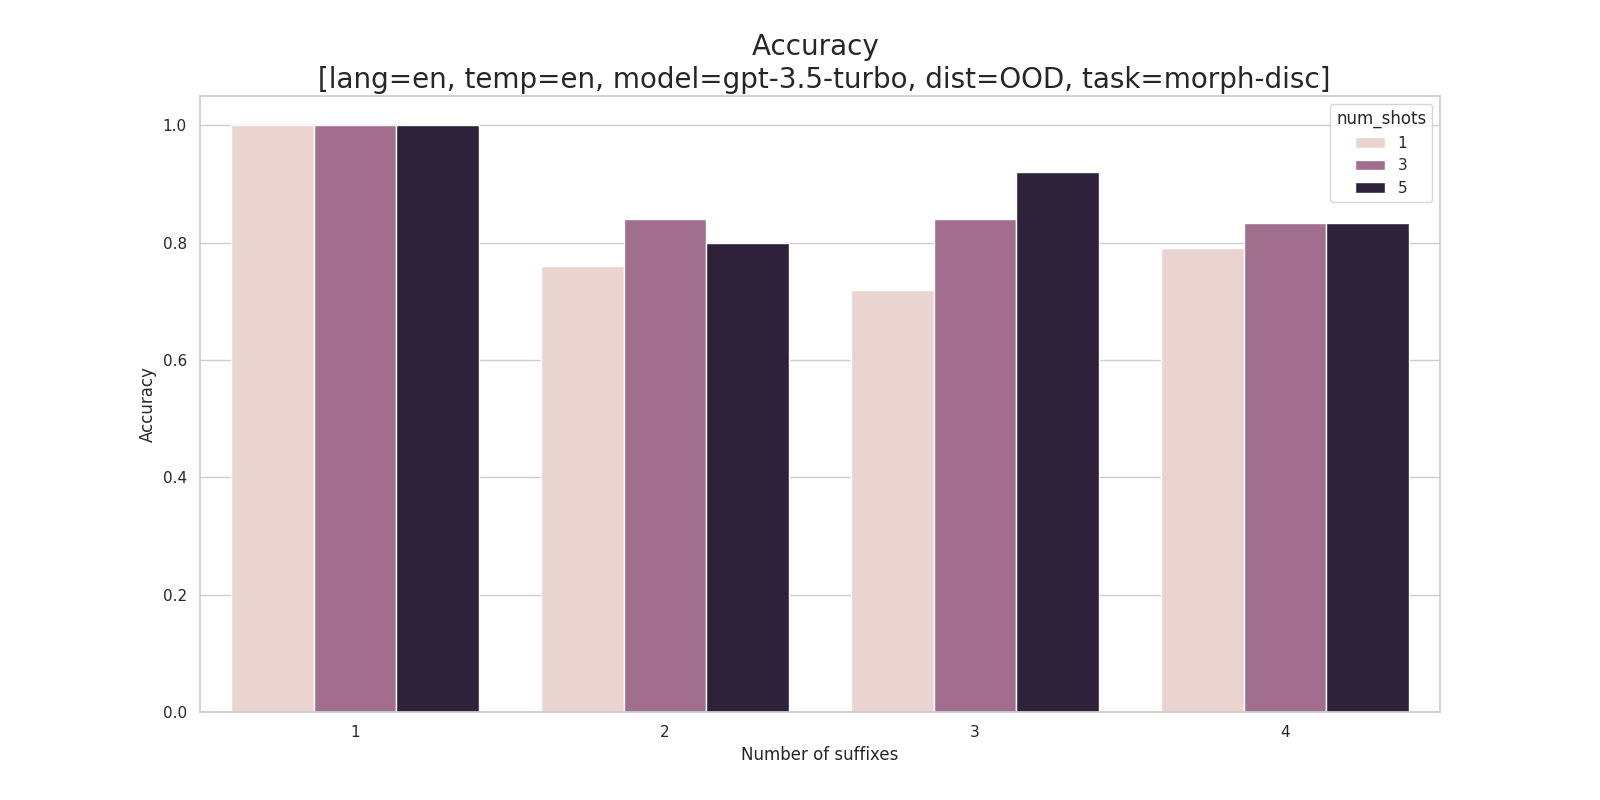 Accuracy
[lang=en, temp=en, model=gpt-3.5-turbo, dist=OOD, task=morph-disc]
num_shots
1
3
5
1.0
0.8
0.6
0.4
0.2
0.0
Accuracy
1 2 3 4
Number of suffixes